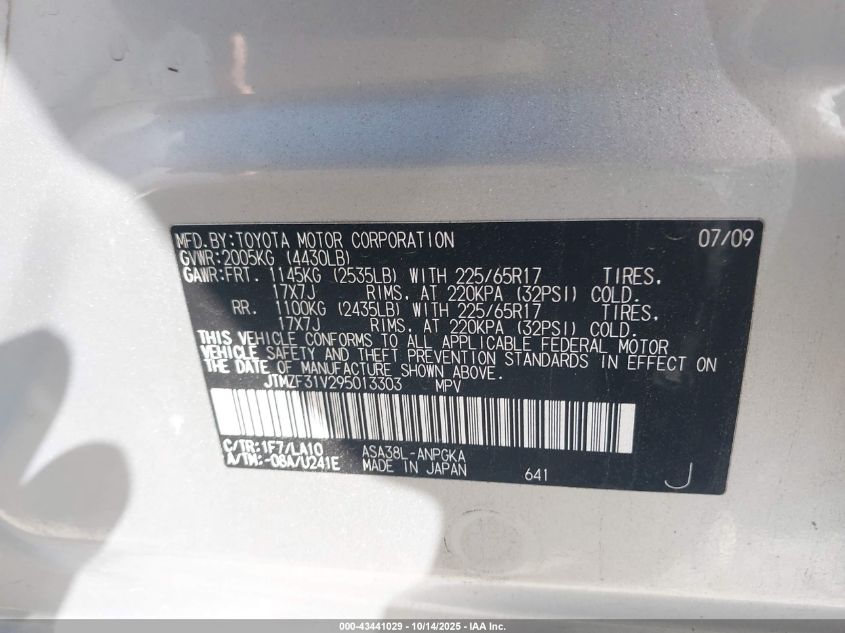 MFD.BY:TOYOTA MOTOR CORPORATION 07/09
GVWR:2005KG (4430LB)
GAWR:FRT. 1145KG (2535LB) WITH 225/65R17 TIRES,
17X7J RIMS, AT 220KPA (32PSI) COLD.
RR. 1100KG (2435LB) WITH 225/65R17 TIRES,
17X7J RIMS, AT 220KPA (32PSI) COLD.
THIS VEHICLE CONFORMS TO ALL APPLICABLE FEDERAL MOTOR
VEHICLE SAFETY AND THEFT PREVENTION STANDARDS IN EFFECT ON
THE DATE OF MANUFACTURE SHOWN ABOVE.
JTMZF31V295013303 MPV
C/TR:1F7/LA10 ASA38L-ANPGKA
A/TM:-08A/U241E MADE IN JAPAN 641 J
000-43441029 - 10/14/2025 - IAA Inc.